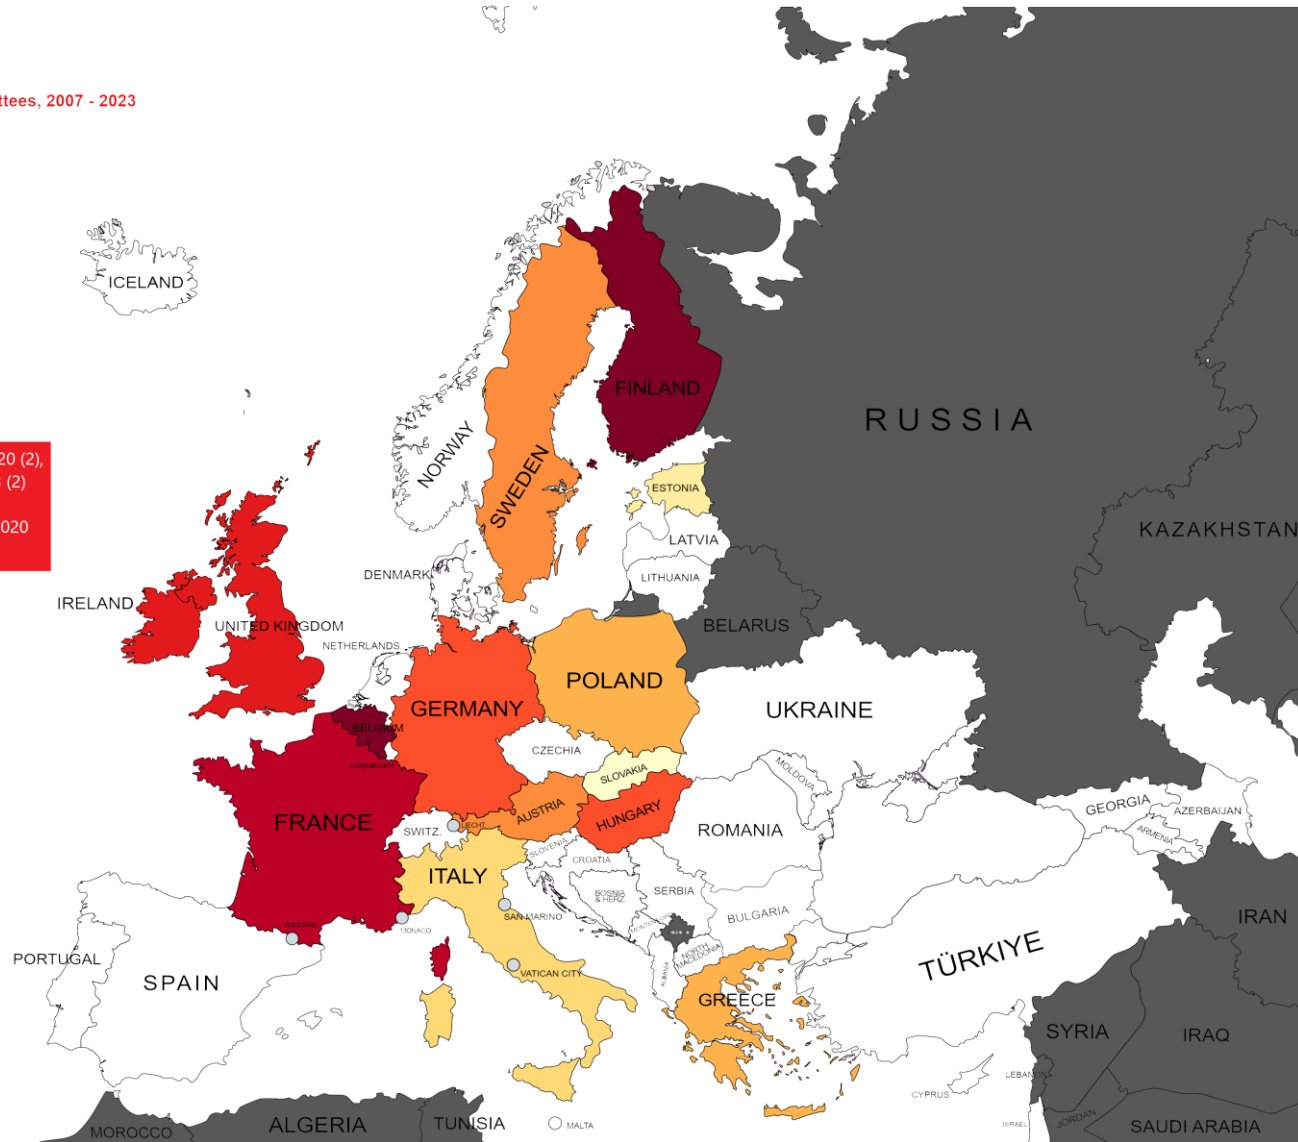 ttees, 2007 - 2023
ICELAND
FINLAND
RUSSIA
NORWAY
SWEDEN
20 (2),
(2)
020
ESTONIA
KAZAKHSTAN
LATVIA
DENMARK
LITHUANIA
IRELAND
UNITED KINGDOM
BELARUS
NETHERLANDS
POLAND
GERMANY
UKRAINE
BELGIUM
CZECHIA
LUXEMBOURG
SLOVAKIA
MOLDOVA
GEORGIA
AZERBAIJAN
AUSTRIA
HUNGARY
FRANCE
SWITZ.
LIECHT.
ROMANIA
ARMENIA
SLOVENIA
CROATIA
ITALY
BOSNIA
& HERZ.
SERBIA
SAN MARINO
BULGARIA
IRAN
ANDORRA
MONACO
NORTH
MACEDONIA
PORTUGAL
SPAIN
VATICAN CITY
ALBANIA
TÜRKIYE
GREECE
SYRIA
IRAQ
LEBANON
CYPRUS
MALTA
ISRAEL
JORDAN
MOROCCO
ALGERIA
TUNISIA
SAUDI ARABIA